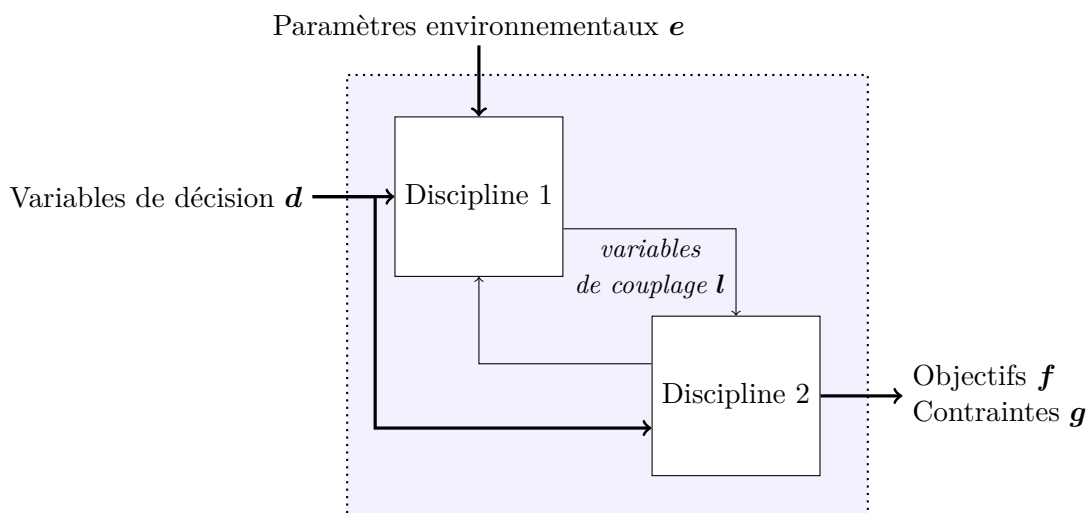 Paramètres environnementaux e
Variables de décision d
Discipline 1
variables
de couplage l
Discipline 2
Objectifs f
Contraintes g